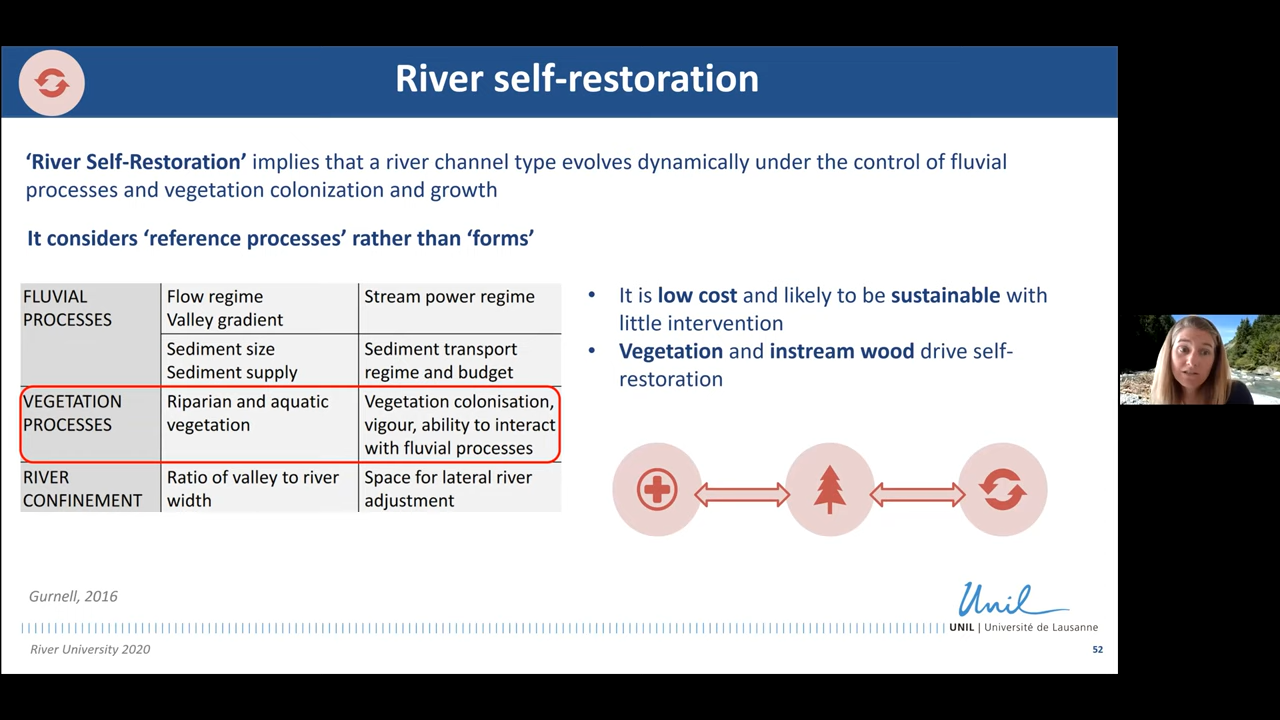 River self-restoration
‘River Self-Restoration’ implies that a river channel type evolves dynamically under the control of fluvial
processes and vegetation colonization and growth
It considers ‘reference processes’ rather than ‘forms’
FLUVIAL
PROCESSES
Flow regime
Valley gradient
Stream power regime
Sediment size
Sediment supply
Sediment transport
regime and budget
VEGETATION
PROCESSES
Riparian and aquatic
vegetation
Vegetation colonisation,
vigour, ability to interact
with fluvial processes
RIVER
CONFINEMENT
Ratio of valley to river
width
Space for lateral river
adjustment
• It is low cost and likely to be sustainable with
little intervention
• Vegetation and instream wood drive self-
restoration
Gurnell, 2016
Unil
UNIL | Université de Lausanne
River University 2020
52